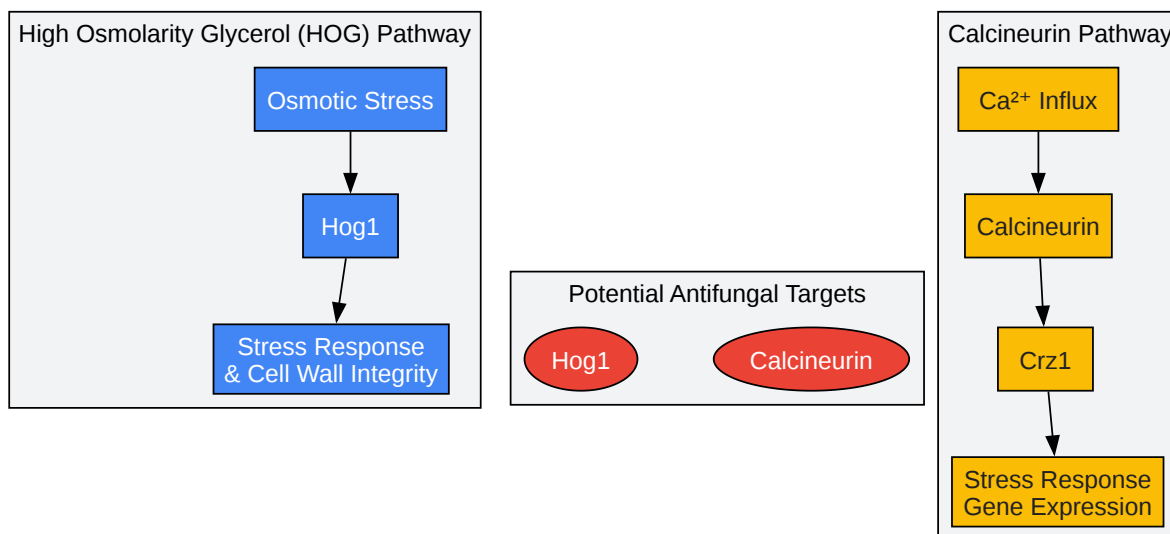 High Osmolarity Glycerol (HOG) Pathway
Osmotic Stress
Hog1
Stress Response
& Cell Wall Integrity
Potential Antifungal Targets
Hog1
Calcineurin
Calcineurin Pathway
Ca²⁺ Influx
Calcineurin
Crz1
Stress Response
Gene Expression